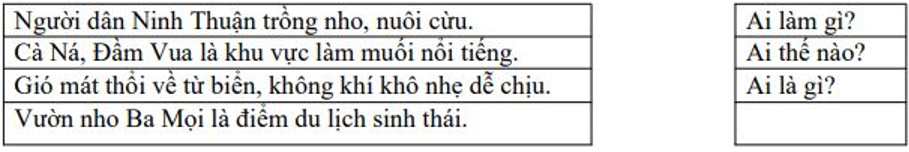 Người dân Ninh Thuận trồng nho, nuôi cừu.
Cà Ná, Đầm Vua là khu vực làm muối nổi tiếng.
Gió mát thổi về từ biển, không khí khô nhẹ dễ chịu.
Vườn nho Ba Mọi là điểm du lịch sinh thái.
Ai làm gì?
Ai thế nào?
Ai là gì?